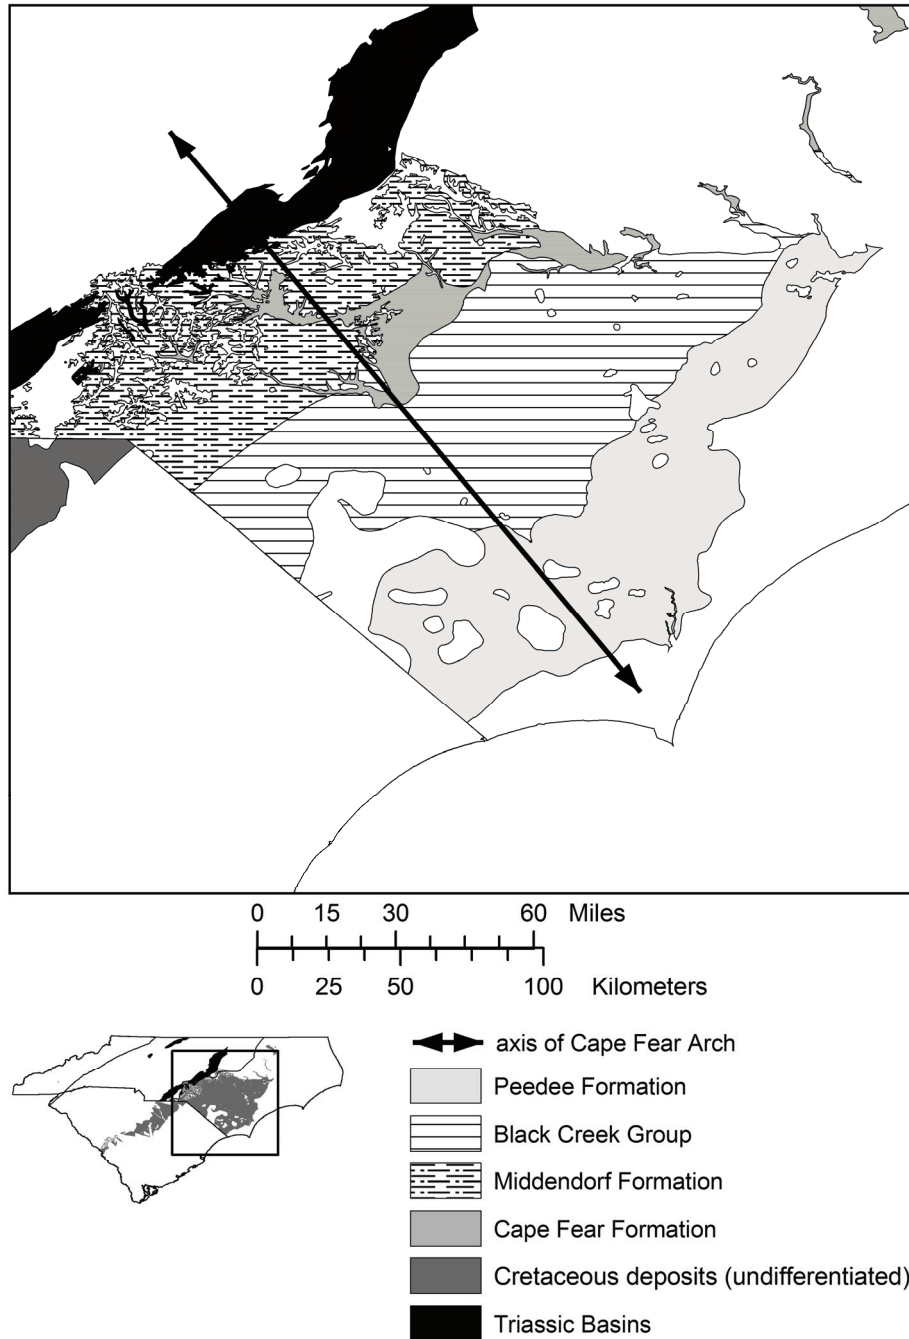 0 15 30 60 Miles
0 25 50 100 Kilometers
axis of Cape Fear Arch
Peedee Formation
Black Creek Group
Middendorf Formation
Cape Fear Formation
Cretaceous deposits (undifferentiated)
Triassic Basins